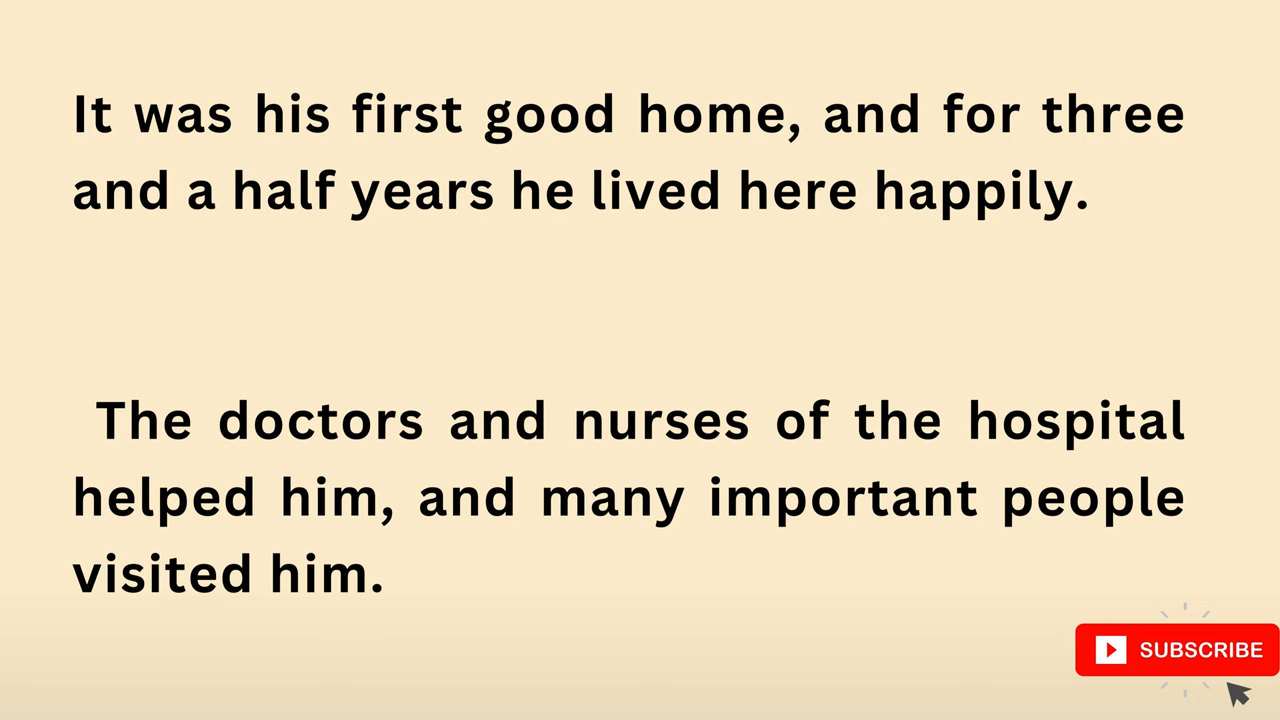 It was his first good home, and for three
and a half years he lived here happily.
The doctors and nurses of the hospital
helped him, and many important people
visited him.
SUBSCRIBE